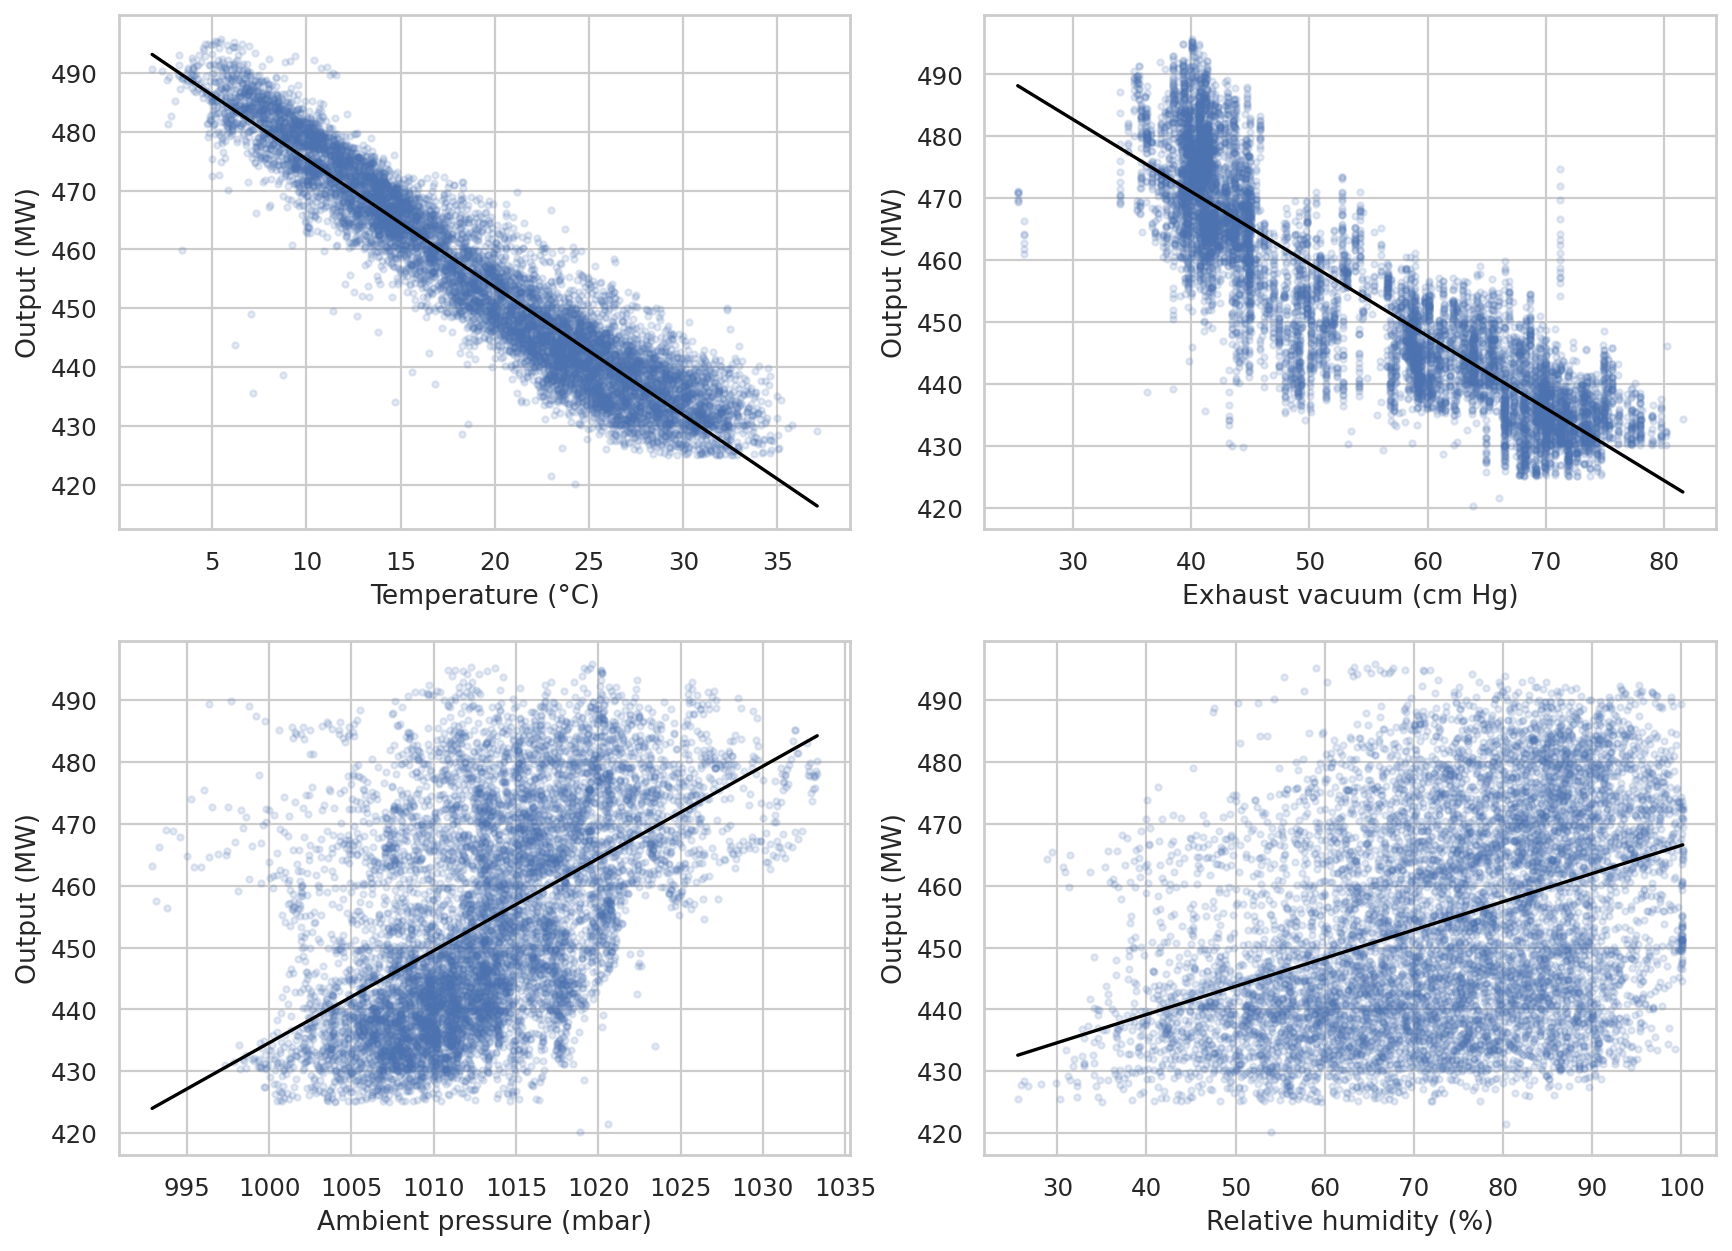 490
480
470
460
450
440
430
420
Output (MW)
5 10 15 20 25 30 35
Temperature (°C)
490
480
470
460
450
440
430
420
Output (MW)
30 40 50 60 70 80
Exhaust vacuum (cm Hg)
490
480
470
460
450
440
430
420
Output (MW)
995 1000 1005 1010 1015 1020 1025 1030 1035
Ambient pressure (mbar)
490
480
470
460
450
440
430
420
Output (MW)
30 40 50 60 70 80 90 100
Relative humidity (%)